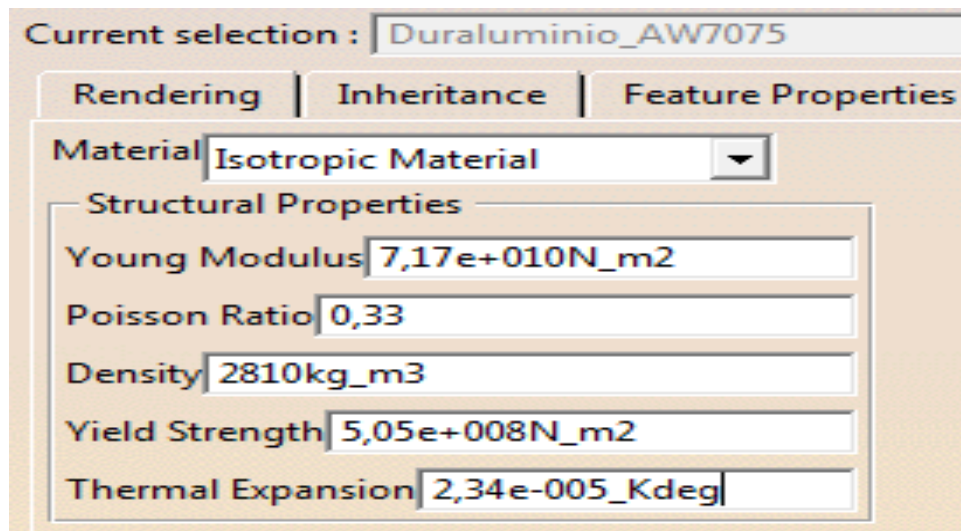 Current selection : Duraluminio_AW7075
Rendering Inheritance Feature Properties
Material Isotropic Material
Structural Properties
Young Modulus 7,17e+010N_m2
Poisson Ratio 0,33
Density 2810kg_m3
Yield Strength 5,05e+008N_m2
Thermal Expansion 2,34e-005_Kdeg